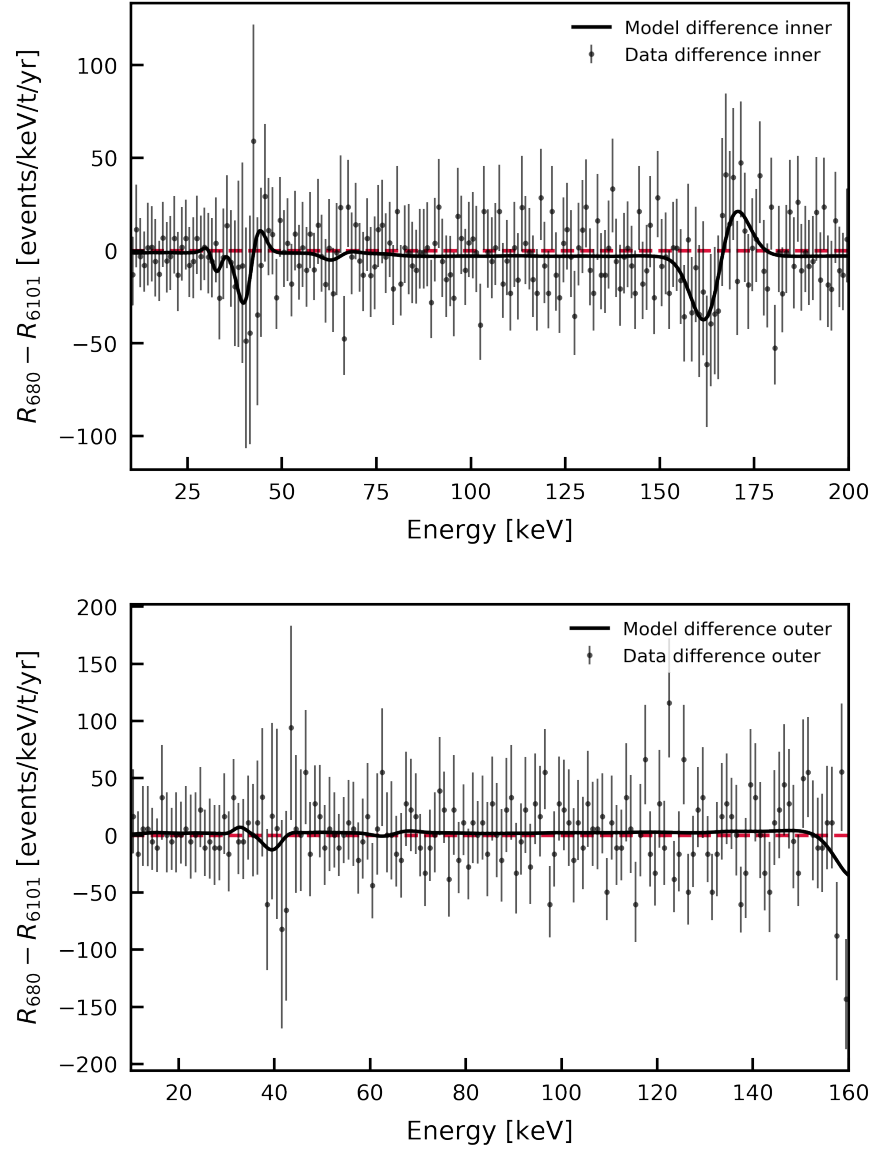 Model difference inner
Data difference inner
R680 − R6101 [events/keV/t/yr]
100
50
0
−50
−100
25 50 75 100 125 150 175 200
Energy [keV]
Model difference outer
Data difference outer
R680 − R6101 [events/keV/t/yr]
200
150
100
50
0
−50
−100
−150
−200
20 40 60 80 100 120 140 160
Energy [keV]